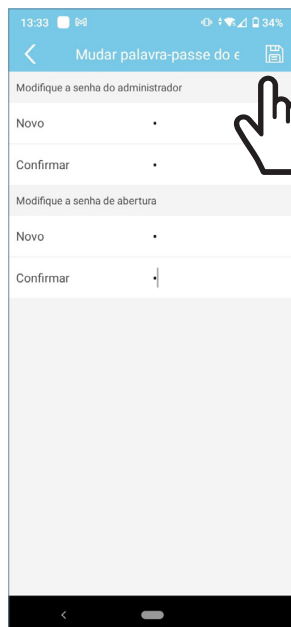 13:33 34%
Mudar palavra-passe do e
Modifique a senha do administrador
Novo •
Confirmar •
Modifique a senha de abertura
Novo •
Confirmar •